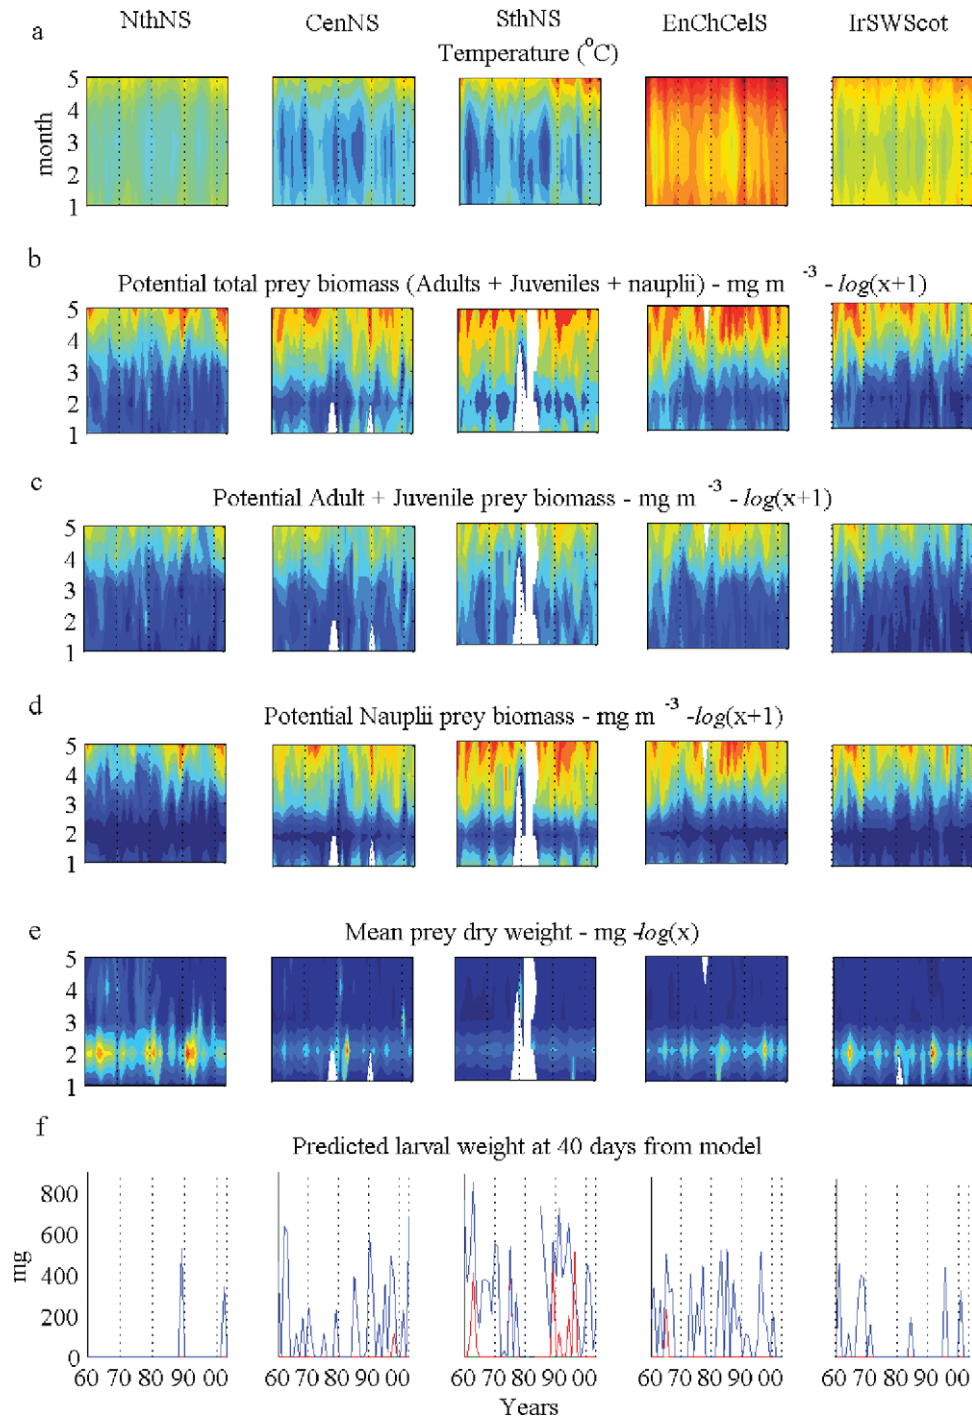 a
NthNS CenNS SthNS EnChCelS IrSWScot
Temperature (°C)
month
5
4
3
2
1
b
Potential total prey biomass (Adults + Juveniles + nauplii) - mg m -3 - log(x+1)
5
4
3
2
1
c
Potential Adult + Juvenile prey biomass - mg m -3 - log(x+1)
5
4
3
2
1
d
Potential Nauplii prey biomass - mg m -3 -log(x+1)
5
4
3
2
1
e
Mean prey dry weight - mg -log(x)
5
4
3
2
1
f
Predicted larval weight at 40 days from model
mg
800
600
400
200
0
60 70 80 90 00 60 70 80 90 00 60 70 80 90 00 60 70 80 90 00 60 70 80 90 00
Years